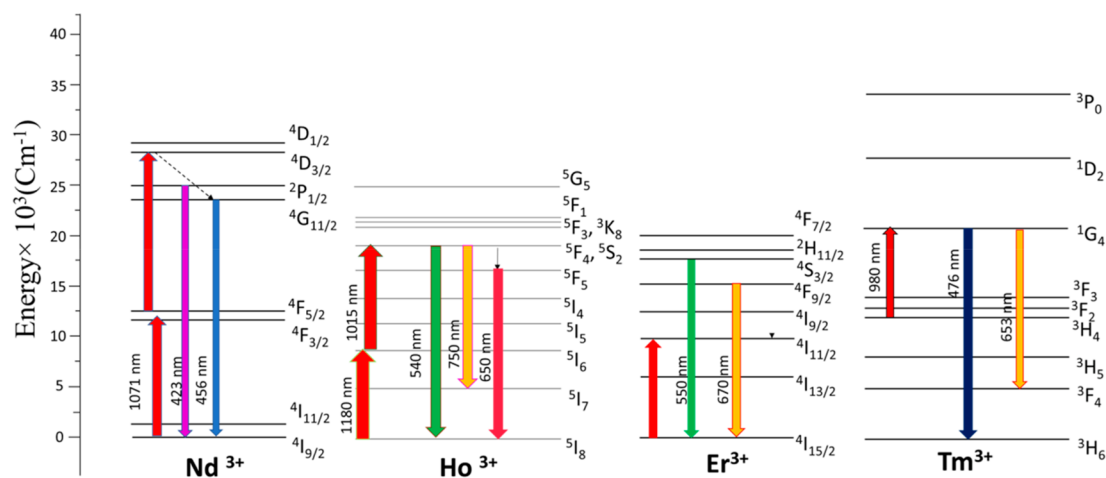 Energy× 10³(Cm⁻¹)
40
35
30
25
20
15
10
5
0
⁴D₁/₂
⁴D₃/₂
²P₁/₂
⁴G₁₁/₂
⁴F₅/₂
⁴F₃/₂
⁴I₁₁/₂
⁴I₉/₂
1071 nm
423 nm
456 nm
Nd ³⁺
⁵G₅
⁵F₁
⁵F₃, ³K₈
⁵F₄, ⁵S₂
⁵F₅
⁵I₄
⁵I₅
⁵I₆
⁵I₇
⁵I₈
1180 nm
1015 nm
540 nm
750 nm
650 nm
Ho ³⁺
⁴F₇/₂
²H₁₁/₂
⁴S₃/₂
⁴F₉/₂
⁴I₉/₂
⁴I₁₁/₂
⁴I₁₃/₂
⁴I₁₅/₂
550 nm
670 nm
Er³⁺
³P₀
¹D₂
¹G₄
³F₃
³F₂
³H₄
³H₅
³F₄
³H₆
980 nm
476 nm
653 nm
Tm³⁺